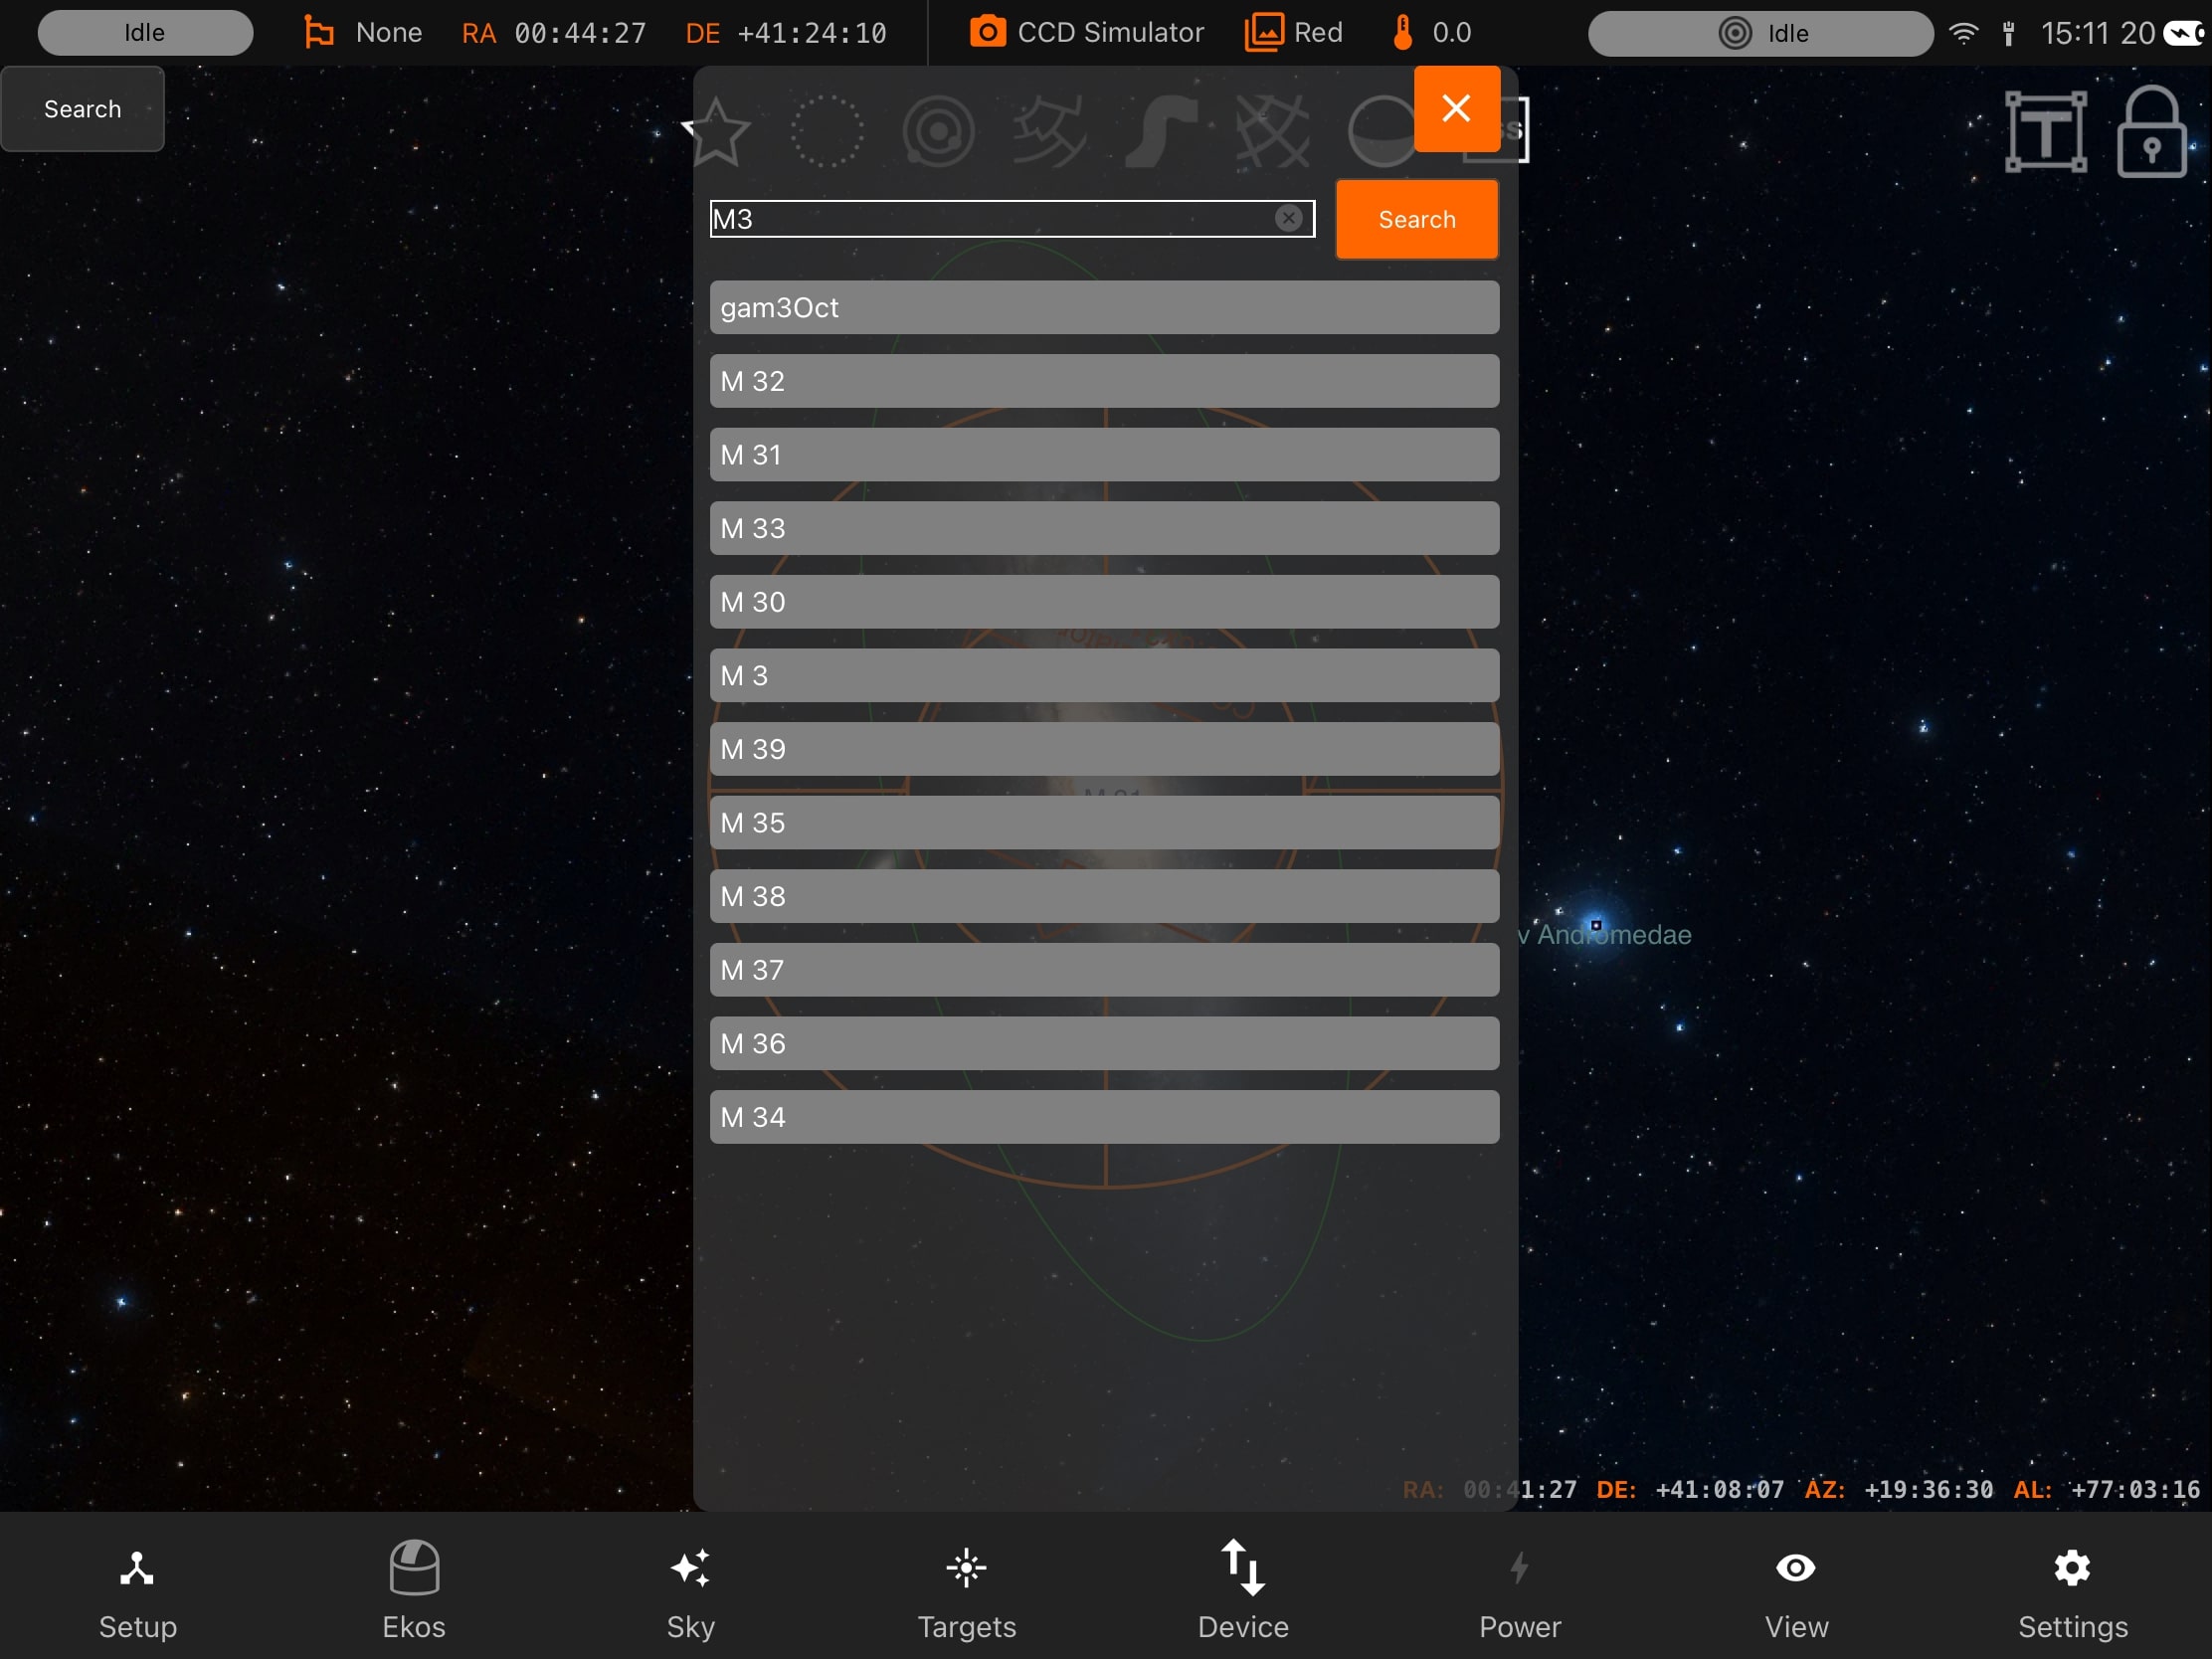 Idle None RA 00:44:27 DE +41:24:10 CCD Simulator Red 0.0 Idle 15:11 20
Search
M3 Search
gam3Oct
M 32
M 31
M 33
M 30
M 3
M 39
M 35
M 38
M 37
M 36
M 34
ν Andromedae
RA: 00:41:27 DE: +41:08:07 AZ: +19:36:30 AL: +77:03:16
Setup Ekos Sky Targets Device Power View Settings